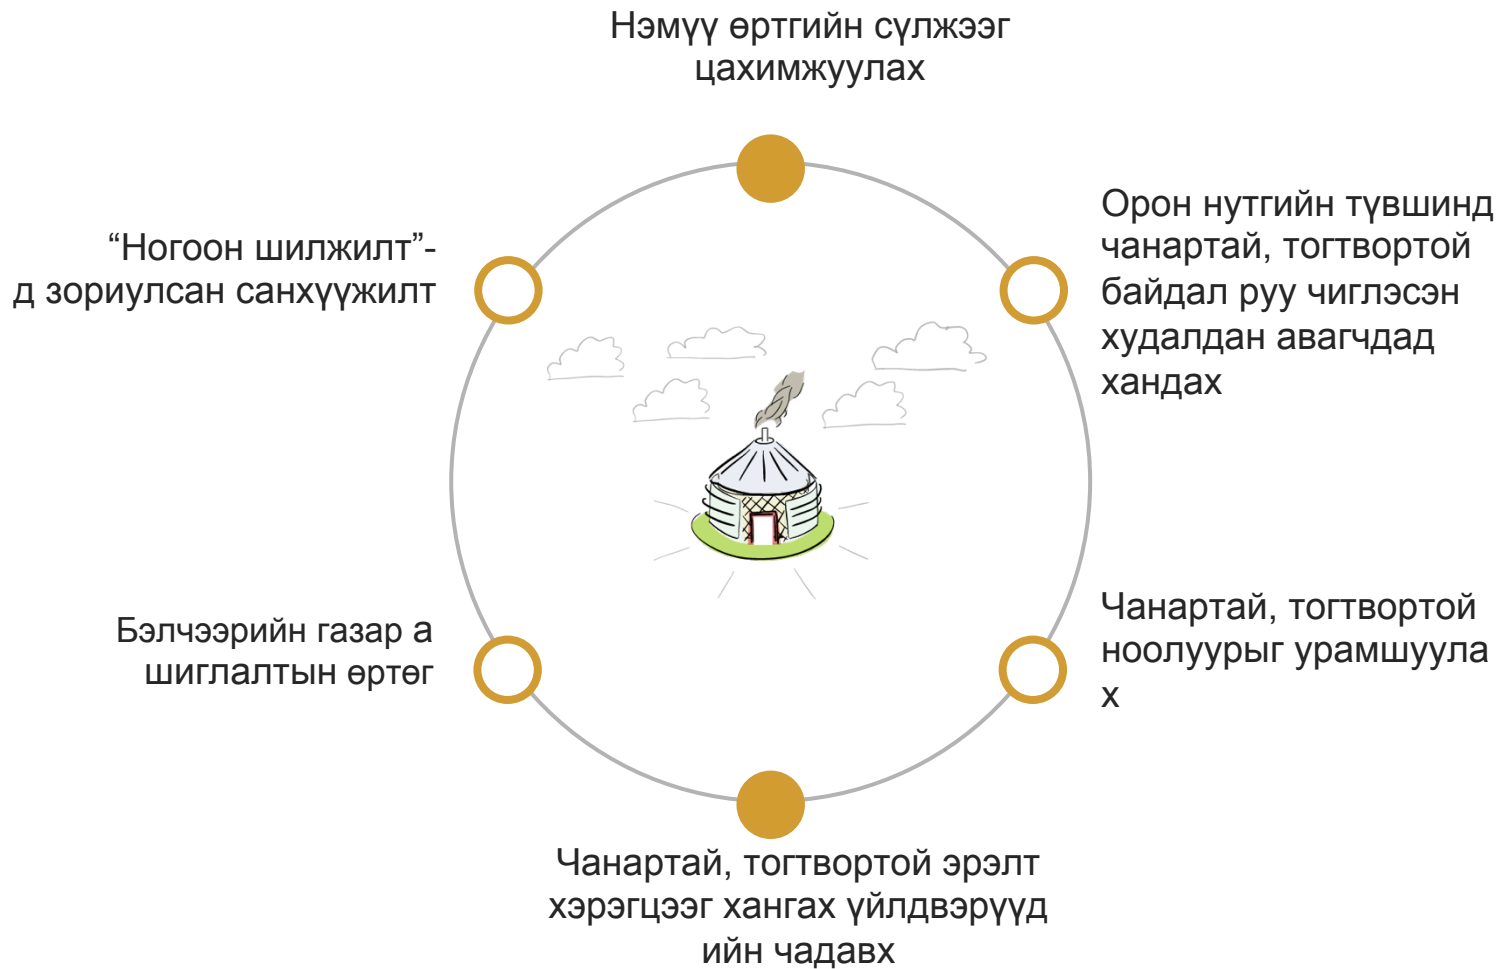 Нэмүү өртгийн сүлжээг
цахимжуулах
Орон нутгийн түвшинд
чанартай, тогтвортой
байдал руу чиглэсэн
худалдан авагчдад
хандах
Чанартай, тогтвортой
ноолуурыг урамшуула
х
Чанартай, тогтвортой эрэлт
хэрэгцээг хангах үйлдвэрүүд
ийн чадавх
Бэлчээрийн газар а
шиглалтын өртөг
“Ногоон шилжилт”-
д зориулсан санхүүжилт